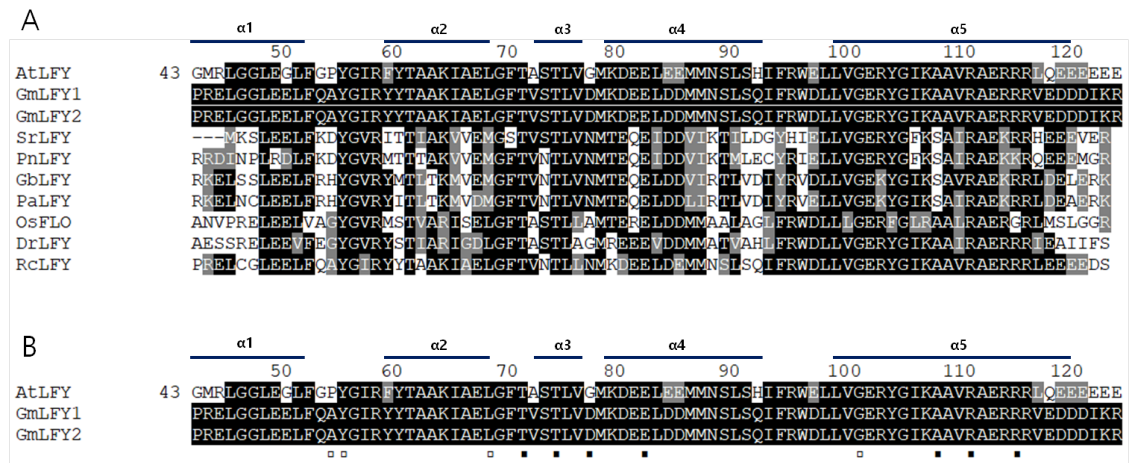 A
α1 α2 α3 α4 α5
50 60 70 80 90 100 110 120
AtLFY 43 GMRLGGLEGLFGPYGIRFYTAAKIAELGFTASTLVGMKDEELEEMMNSLSHIFRWELLVGERYGIKAAVRAERRRLQEEEEEE
GmLFY1 PRELGGLEELFQAYGIRYYTAAKIAELGFTVSTLVDMKDEELDDMMNSLSQIFRWDLLVGERYGIKAAVRAERRRVEDDDIKR
GmLFY2 PRELGGLEELFQAYGIRYYTAAKIAELGFTVSTLVDMKDEELDDMMNSLSQIFRWDLLVGERYGIKAAVRAERRRVEDDDIKR
SrLFY ---MKSLEELFKDYGVRITTIAKVVEMGSTVSTLVNMTEQEIDDVIKTILDGYHIELLVGERYGFKSAIRAEKRRHEEEVER
PnLFY RRDINPLRDLFKDYGVRMTTTAKVVEMGFTVNTLVNMTEQEIDDVIKTMLECYRIELLVGERYGFKSAIRAEKKRQEEEMGR
GbLFY RKELSSLEELFRHYGVRYMTLTKMVEMGFTVNTLVNMTEQELDDVIRTLVDIYRVDLLVGEKYGIKSAVRAEKRRLDELERK
PaLFY RKELNCLEELFRHYGVRYITLTKMVDMGFTVNTLVNMTEQELDDLIRTLVDIYRVELLVGEKYGIKSAIRAEKRRLDEAERK
OsFLO ANVPRELEELVAGYGVRMSTVARISELGFTASTLLAMTERELDDMMAALAGLFRWDLLLGERFGLRAALRAERGRLMSLGGR
DrLFY AESSRELEEVFEGYGVRYSTIARIGDLGFTASTLAGMREEEVDDMMATVAHLFRWDLLVGERYGIKAAIRAERRRIEAIIFS
RcLFY PRELCGLEELFQAYGIRYYTAAKIAELGFTVNTLLNMKDEELDEMMNSLSQIFRWDLLVGERYGIKAAVRAERRRLEEEEDS
B
α1 α2 α3 α4 α5
50 60 70 80 90 100 110 120
AtLFY 43 GMRLGGLEGLFGPYGIRFYTAAKIAELGFTASTLVGMKDEELEEMMNSLSHIFRWELLVGERYGIKAAVRAERRRLQEEEEEE
GmLFY1 PRELGGLEELFQAYGIRYYTAAKIAELGFTVSTLVDMKDEELDDMMNSLSQIFRWDLLVGERYGIKAAVRAERRRVEDDDIKR
GmLFY2 PRELGGLEELFQAYGIRYYTAAKIAELGFTVSTLVDMKDEELDDMMNSLSQIFRWDLLVGERYGIKAAVRAERRRVEDDDIKR